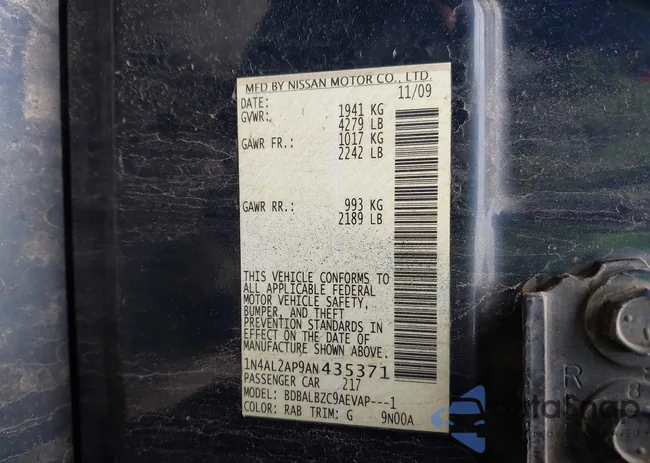 MFD BY NISSAN MOTOR CO., LTD.
DATE: 11/09
GVWR: 1941 KG
4279 LB
GAWR FR.: 1017 KG
2242 LB
GAWR RR.: 993 KG
2189 LB
THIS VEHICLE CONFORMS TO
ALL APPLICABLE FEDERAL
MOTOR VEHICLE SAFETY,
BUMPER, AND THEFT
PREVENTION STANDARDS IN
EFFECT ON THE DATE OF
MANUFACTURE SHOWN ABOVE.
1N4AL2AP9AN435371
PASSENGER CAR 217
MODEL: BDBALBZC9AEVAP---1
COLOR: RAB TRIM: G 9N00A
R
8
AutoSnap